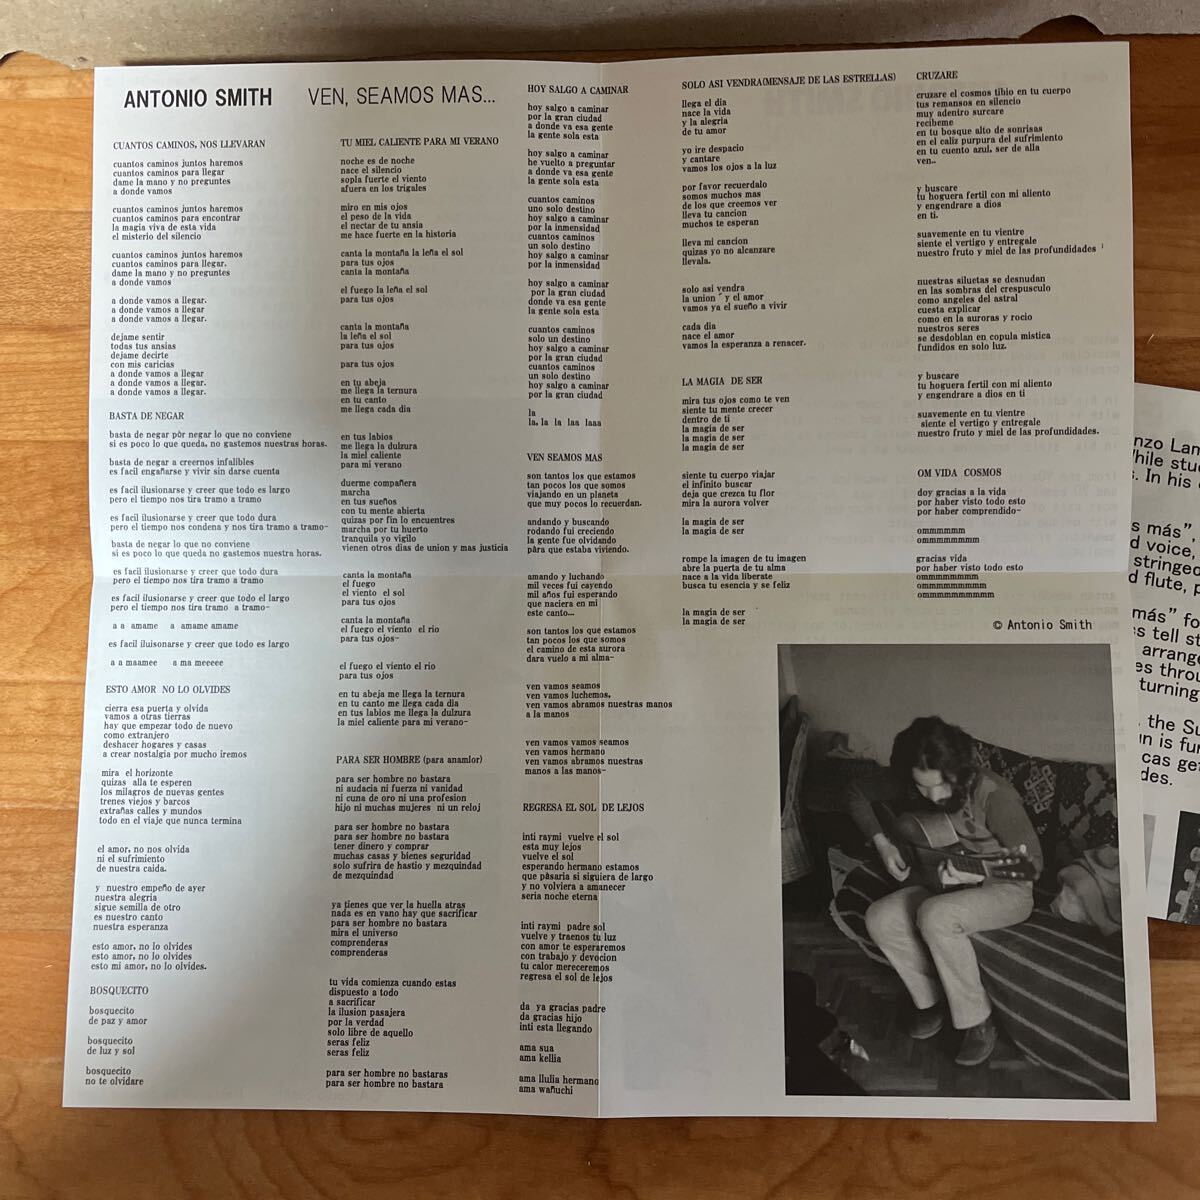 ANTONIO SMITH VEN, SEAMOS MAS...
CUANTOS CAMINOS, NOS LLEVARAN
cuantos caminos juntos haremos
cuantos caminos para llegar
dame la mano y no preguntes
a donde vamos
cuantos caminos juntos haremos
cuantos caminos para encontrar
la magia viva de esta vida
el misterio del silencio
cuantos caminos juntos haremos
cuantos caminos para llegar.
dame la mano y no preguntes
a donde vamos
a donde vamos a llegar.
a donde vamos a llegar
a donde vamos a llegar.
dejame sentir
todas tus ansias
dejame decirte
con mis caricias
a donde vamos a llegar
a donde vamos a llegar.
a donde vamos a llegar.
BASTA DE NEGAR
basta de negar pòr negar lo que no conviene
si es poco lo que queda, no gastemos nuestras horas.
basta de negar a creernos infalibles
es facil engañarse y vivir sin darse cuenta
es facil ilusionarse y creer que todo es largo
pero el tiempo nos tira tramo a tramo
es facil ilusionarse y creer que todo dura
pero el tiempo nos condena y nos tira tramo a tramo-
basta de negar lo que no conviene
si es poco lo que queda no gastemos nuestra horas.
es facil ilusionarse y creer que todo dura
pero el tiempo nos tira tramo a tramo
es facil ilusionarse y creer que todo el largo
pero el tiempo nos tira tramo a tramo-
a a amame a amame amame
es facil iluisonarse y creer que todo es largo
a a maamee a ma meeeee
ESTO AMOR NO LO OLVIDES
cierra esa puerta y olvida
vamos a otras tierras
hay que empezar todo de nuevo
como extranjero
deshacer hogares y casas
a crear nostalgia por mucho iremos
mira el horizonte
quizas alla te esperen
los milagros de nuevas gentes
trenes viejos y barcos
extrañas calles y mundos
todo en el viaje que nunca termina
el amor, no nos olvida
ni el sufrimiento
de nuestra caida.
y nuestro empeño de ayer
nuestra alegria
sigue semilla de otro
es nuestro canto
nuestra esperanza
esto amor, no lo olvides
esto amor, no lo olvides
esto mi amor, no lo olvides.
BOSQUECITO
bosquecito
de paz y amor
bosquecito
de luz y sol
bosquecito
no te olvidare
TU MIEL CALIENTE PARA MI VERANO
noche es de noche
nace el silencio
sopla fuerte el viento
afuera en los trigales
miro en mis ojos
el peso de la vida
el nectar de tu ansia
me hace fuerte en la historia
canta la montaña la leña el sol
para tus ojos
canta la montaña
el fuego la leña el sol
para tus ojos
canta la montaña
la leña el sol
para tus ojos
para tus ojos
en tu abeja
me llega la ternura
en tu canto
me llega cada dia
en tus labios
me llega la dulzura
la miel caliente
para mi verano
duerme compañera
marcha
en tus sueños
con tu mente abierta
quizas por fin lo encuentres
marcha por tu huerto
tranquila yo vigilo
vienen otros dias de union y mas justicia
canta la montaña
el fuego
el viento el sol
para tus ojos
canta la montaña
el fuego el viento el rio
para tus ojos-
el fuego el viento el rio
para tus ojos
en tu abeja me llega la ternura
en tu canto me llega cada dia
en tus labios me llega la dulzura
la miel caliente para mi verano-
PARA SER HOMBRE (para anamlor)
para ser hombre no bastara
ni audacia ni fuerza ni vanidad
ni cuna de oro ni una profesion
hijo ni muchas mujeres ni un reloj
para ser hombre no bastara
para ser hombre no bastara
tener dinero y comprar
muchas casas y bienes seguridad
solo sufrira de hastio y mezquindad
de mezquindad
ya tienes que ver la huella atras
nada es en vano hay que sacrificar
para ser hombre no bastara
mira el universo
comprenderas
comprenderas
tu vida comienza cuando estas
dispuesto a todo
a sacrificar
la ilusion pasajera
por la verdad
solo libre de aquello
seras feliz
seras feliz
para ser hombre no bastaras
para ser hombre no bastara
HOY SALGO A CAMINAR
hoy salgo a caminar
por la gran ciudad
a donde va esa gente
la gente sola esta
hoy salgo a caminar
he vuelto a preguntar
a donde va esa gente
la gente sola esta
cuantos caminos
uno solo destino
hoy salgo a caminar
por la inmensidad
cuantos caminos
un solo destino
hoy salgo a caminar
por la inmensidad
hoy salgo a caminar
por la gran ciudad
donde va esa gente
la gente sola esta
cuantos caminos
solo un destino
hoy salgo a caminar
por la gran ciudad
cuantos caminos
un solo destino
hoy salgo a caminar
por la gran ciudad
la
la, la la laa laaa
VEN SEAMOS MAS
son tantos los que estamos
tan pocos los que somos
viajando en un planeta
que muy pocos lo recuerdan.
andando y buscando
rodando fui creciendo
la gente fue olvidando
pàra que estaba viviendo.
amando y luchando
mil veces fui cayendo
mil años fui esperando
que naciera en mi
este canto...
son tantos los que estamos
tan pocos los que somos
el camino de esta aurora
dara vuelo a mi alma-
ven vamos seamos
ven vamos luchemos,
ven vamos abramos nuestras manos
a la manos
ven vamos vamos seamos
ven vamos hermano
ven vamos abramos nuestras
manos a las manos-
REGRESA EL SOL DE LEJOS
inti raymi vuelve el sol
esta muy lejos
vuelve el sol
esperando hermano estamos
que pàsaria si siguiera de largo
y no volviera a amanecer
seria noche eterna
inti raymi padre sol
vuelve y traenos tu luz
con amor te esperaremos
con trabajo y devocion
tu calor mereceremos
regresa el sol de lejos
da ya gracias padre
da gracias hijo
inti esta llegando
ama sua
ama kellia
ama llulia hermano
ama wañuchi
SOLO ASI VENDRA(MENSAJE DE LAS ESTRELLAS)
llega el dia
nace la vida
y la alegria
de tu amor
yo ire despacio
y cantare
vamos los ojos a la luz
por favor recuerdalo
somos muchos mas
de los que creemos ver
lleva tu cancion
muchos te esperan
lleva mi cancion
quizas yo no alcanzare
llevala.
solo asi vendra
la union y el amor
vamos ya el sueño a vivir
cada dia
nace el amor
vamos la esperanza a renacer.
LA MAGIA DE SER
mira tus ojos como te ven
siente tu mente crecer
dentro de ti
la magia de ser
la magia de ser
la magia de ser
siente tu cuerpo viajar
el infinito buscar
deja que crezca tu flor
mira la aurora volver
la magia de ser
la magia de ser
rompe la imagen de tu imagen
abre la puerta de tu alma
nace a la vida liberate
busca tu esencia y se feliz
la magia de ser
la magia de ser
CRUZARE
cruzare el cosmos tibio en tu cuerpo
tus remansos en silencio
muy adentro surcare
recibeme
en tu bosque alto de sonrisas
en el caliz purpura del sufrimiento
en tu cuento azul, ser de alla
ven..
y buscare
tu hoguera fertil con mi aliento
y engendrare a dios
en ti.
suavemente en tu vientre
siente el vertigo y entregale
nuestro fruto y miel de las profundidades
nuestras siluetas se desnudan
en las sombras del crespusculo
como angeles del astral
cuesta explicar
como en la auroras y rocio
nuestros seres
se desdoblan en copula mistica
fundidos en solo luz.
y buscare
tu hoguera fertil con mi aliento
y engendrare a dios en ti
suavemente en tu vientre
siente el vertigo y entregale
nuestro fruto y miel de las profundidades.
OM VIDA COSMOS
doy gracias a la vida
por haber visto todo esto
por haber comprendido-
ommmmmmm
ommmmmmmm
gracias vida
por haber visto todo esto
ommmmmmmm
ommmmmmmmm
ommmmmmmmmm
© Antonio Smith
nzo Lam
hile stud
. In his
s más",
d voice,
stringed
d flute, p
más" fo
ss tell st
arrange
es throu
turning
the Su
n is fu
cas get
des.